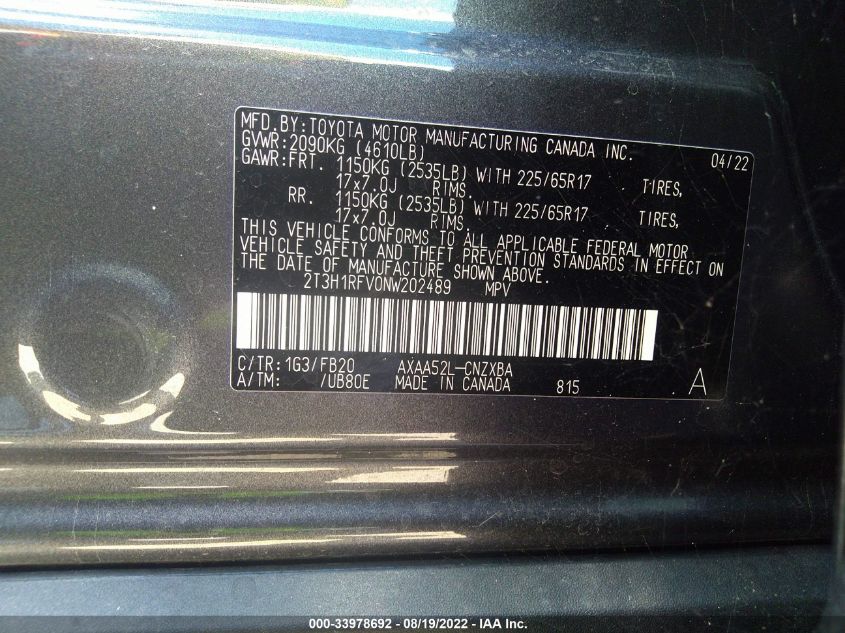 MFD. BY: TOYOTA MOTOR MANUFACTURING CANADA INC. 04/22
GVWR: 2090KG (4610LB)
GAWR: FRT. 1150KG (2535LB) WITH 225/65R17 TIRES,
17x7.0J RIMS.
RR. 1150KG (2535LB) WITH 225/65R17 TIRES,
17x7.0J RIMS.
THIS VEHICLE CONFORMS TO ALL APPLICABLE FEDERAL MOTOR
VEHICLE SAFETY AND THEFT PREVENTION STANDARDS IN EFFECT ON
THE DATE OF MANUFACTURE SHOWN ABOVE.
2T3H1RFV0NW202489 MPV
C/TR: 1G3/FB20 AXAA52L-CNZXBA
A/TM: /UB80E MADE IN CANADA 815 A
000-33978692 - 08/19/2022 - IAA Inc.